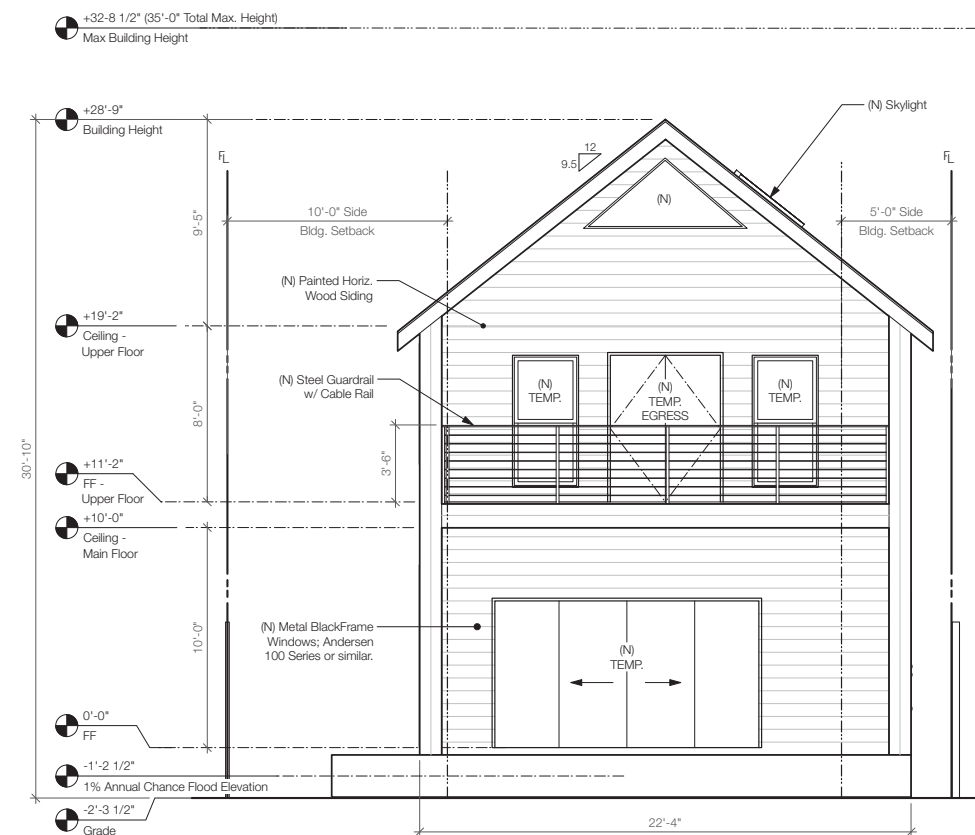 +32-8 1/2" (35'-0" Total Max. Height)
Max Building Height
+28'-9"
Building Height
(N) Skylight
12
9.5
FL
FL
10'-0" Side
Bldg. Setback
5'-0" Side
Bldg. Setback
(N)
9'-5"
(N) Painted Horiz.
Wood Siding
+19'-2"
Ceiling -
Upper Floor
(N) Steel Guardrail
w/ Cable Rail
(N)
TEMP.
(N)
TEMP.
EGRESS
(N)
TEMP.
8'-0"
3'-6"
30'-10"
+11'-2"
FF -
Upper Floor
+10'-0"
Ceiling -
Main Floor
10'-0"
(N) Metal BlackFrame
Windows; Andersen
100 Series or similar.
(N)
TEMP.
0'-0"
FF
-1'-2 1/2"
1% Annual Chance Flood Elevation
-2'-3 1/2"
Grade
22'-4"